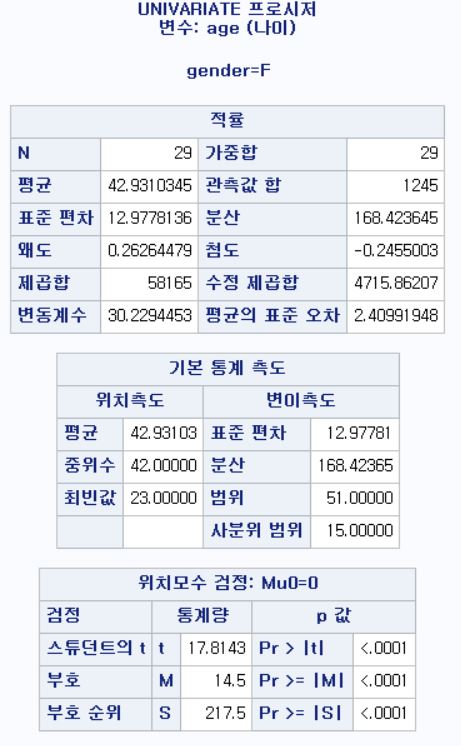 UNIVARIATE 프로시저
변수: age (나이)
gender=F
적률
N 29 가중합 29
평균 42.9310345 관측값 합 1245
표준 편차 12.9778136 분산 168.423645
왜도 0.26264479 첨도 -0.2455003
제곱합 58165 수정 제곱합 4715.86207
변동계수 30.2294453 평균의 표준 오차 2.40991948
기본 통계 측도
위치측도 변이측도
평균 42.93103 표준 편차 12.97781
중위수 42.00000 분산 168.42365
최빈값 23.00000 범위 51.00000
사분위 범위 15.00000
위치모수 검정: Mu0=0
검정 통계량 p 값
스튜던트의 t t 17.8143 Pr > |t| <.0001
부호 M 14.5 Pr >= |M| <.0001
부호 순위 S 217.5 Pr >= |S| <.0001